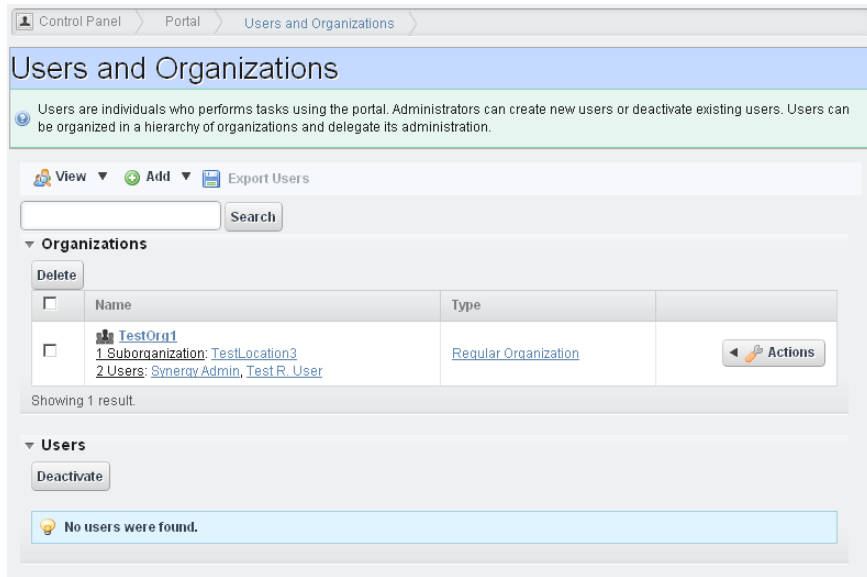 Control Panel Portal Users and Organizations
Users and Organizations
Users are individuals who performs tasks using the portal. Administrators can create new users or deactivate existing users. Users can
be organized in a hierarchy of organizations and delegate its administration.
View Add Export Users
Search
Organizations
Delete
Name Type
TestOrg1
1 Suborganization: TestLocation3
2 Users: Synergy Admin, Test R. User
Regular Organization
Actions
Showing 1 result.
Users
Deactivate
No users were found.